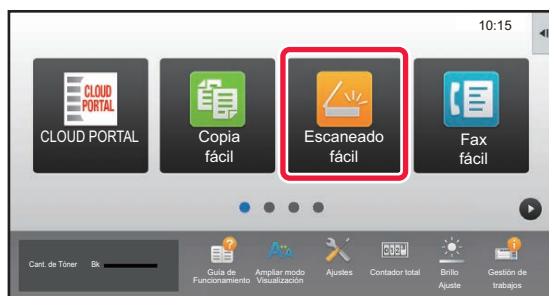 10:15
CLOUD
PORTAL
CLOUD PORTAL
Copia
fácil
Escaneado
fácil
Fax
fácil
Cant. de Tóner Bk
Guía de
Funcionamiento
Ampliar modo
Visualización
Ajustes
Contador total
Brillo
Ajuste
Gestión de
trabajos